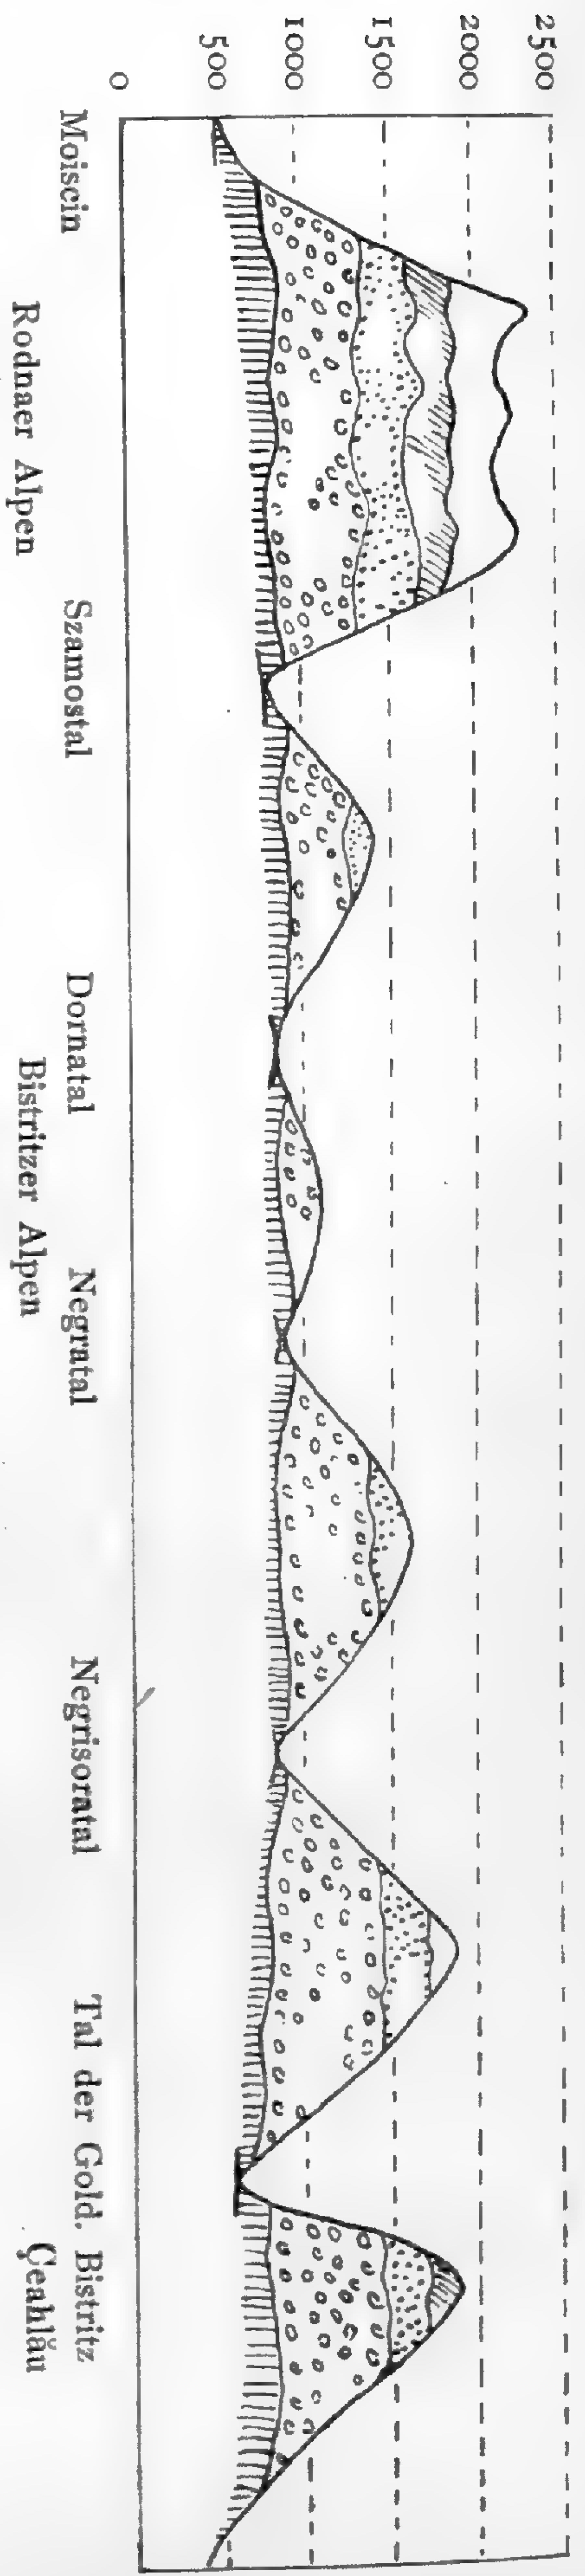 2500
2000
1500
1000
500
0
Moiscin
Szamostal
Dornatal
Negratal
Negrisoratal
Tal der Gold. Bistritz
Rodnaer Alpen
Bistritzer Alpen
Çeahlău